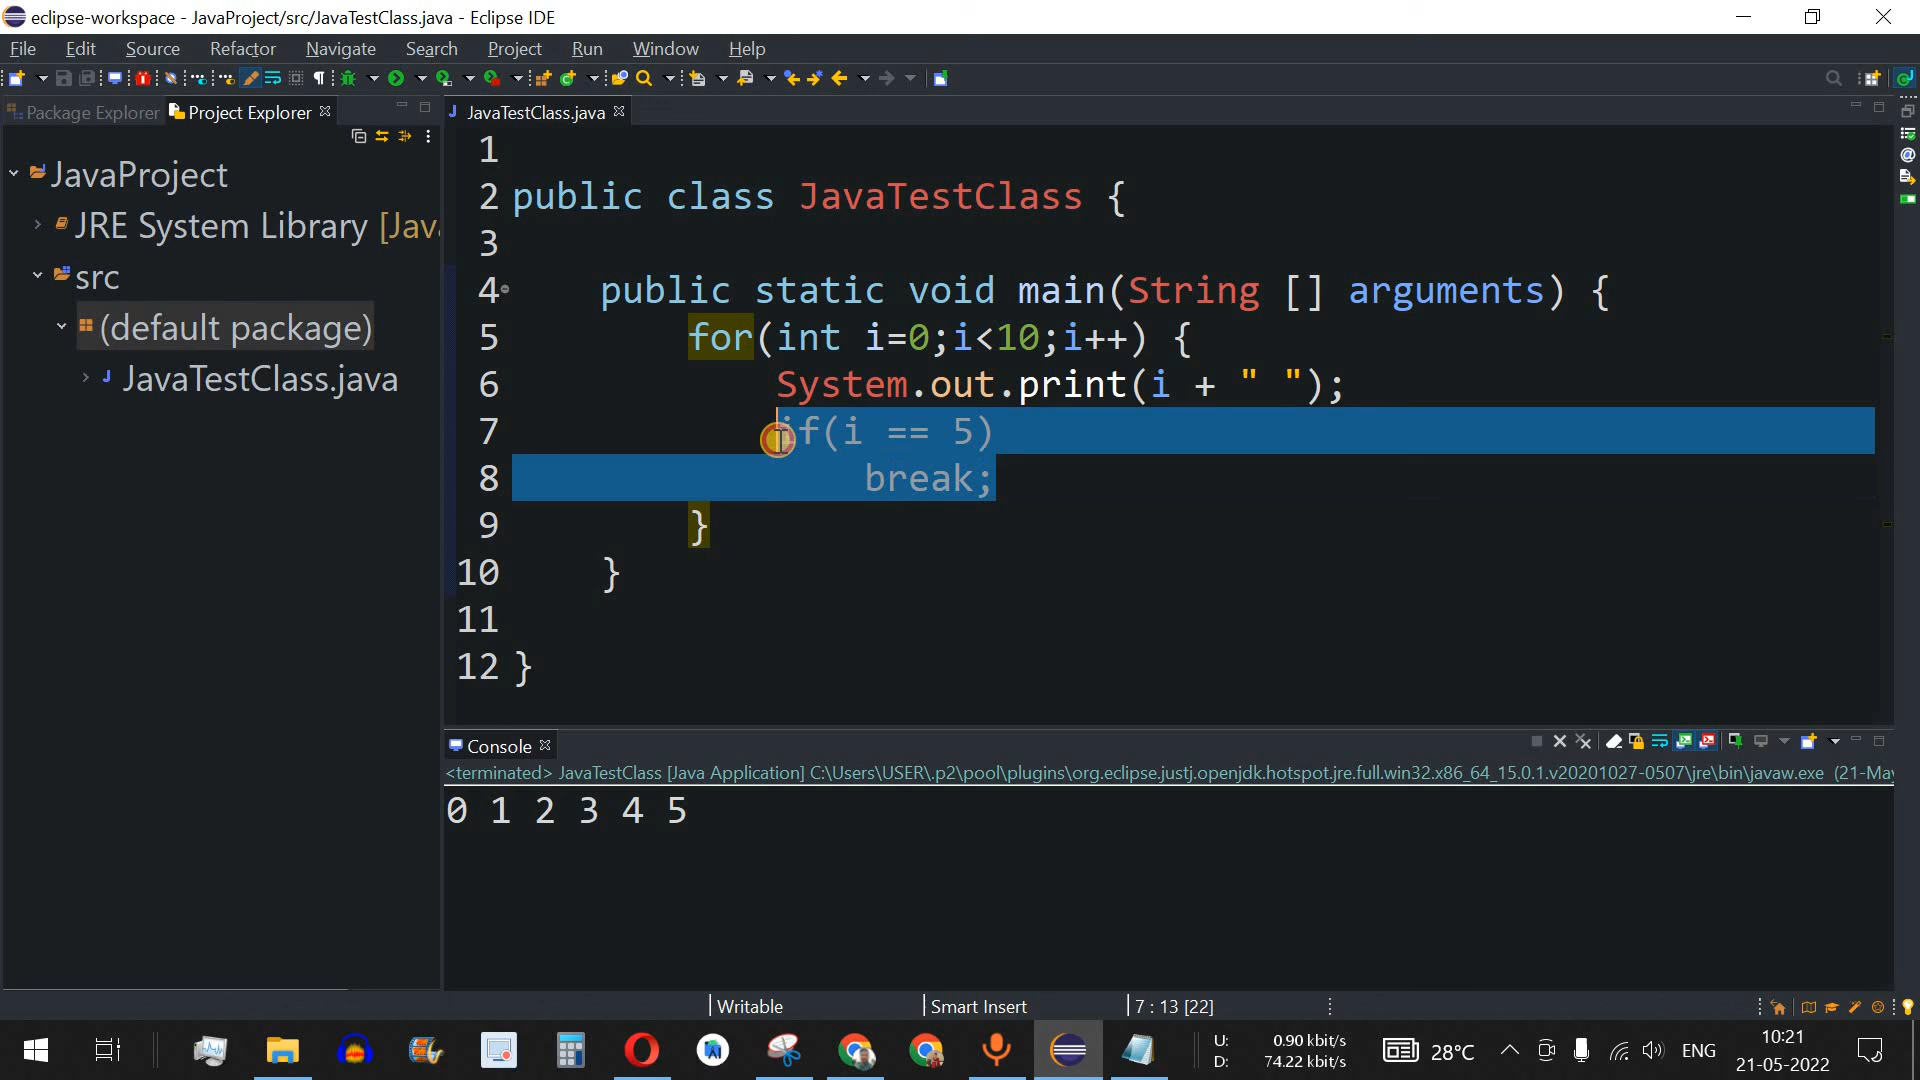 eclipse-workspace - JavaProject/src/JavaTestClass.java - Eclipse IDE
File Edit Source Refactor Navigate Search Project Run Window Help
Package Explorer Project Explorer
JavaProject
JRE System Library [Jav
src
(default package)
JavaTestClass.java
JavaTestClass.java
1
2 public class JavaTestClass {
3
4 public static void main(String [] arguments) {
5 for(int i=0;i<10;i++) {
6 System.out.print(i + " ");
7 if(i == 5)
8 break;
9 }
10 }
11
12 }
Console
<terminated> JavaTestClass [Java Application] C:\Users\USER\.p2\pool\plugins\org.eclipse.justj.openjdk.hotspot.jre.full.win32.x86_64_15.0.1.v20201027-0507\jre\bin\javaw.exe (21-May
0 1 2 3 4 5
Writable Smart Insert 7 : 13 [22]
U: 0.90 kbit/s
D: 74.22 kbit/s
28°C
ENG
10:21
21-05-2022